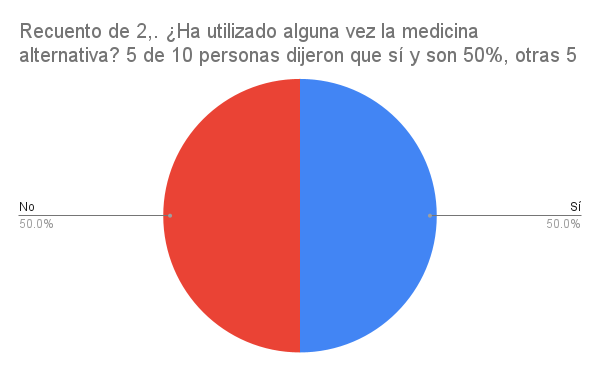 Recuento de 2,. ¿Ha utilizado alguna vez la medicina
alternativa? 5 de 10 personas dijeron que sí y son 50%, otras 5
No
50.0%
Sí
50.0%